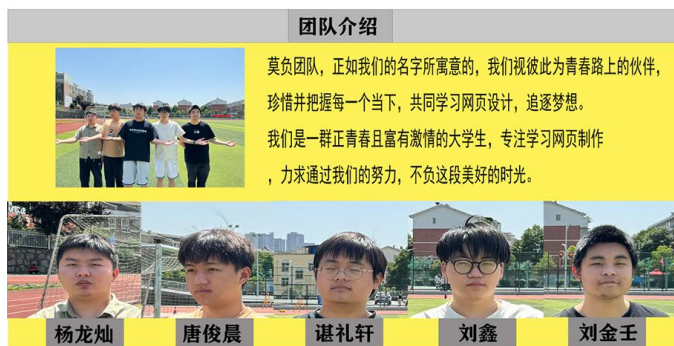 团队介绍
莫负团队，正如我们的名字所寓意的，我们视彼此为青春路上的伙伴，
珍惜并把握每一个当下，共同学习网页设计，追逐梦想。
我们是一群正青春且富有激情的大学生，专注学习网页制作
，力求通过我们的努力，不负这段美好的时光。
杨龙灿
唐俊晨
谌礼轩
刘鑫
刘金壬